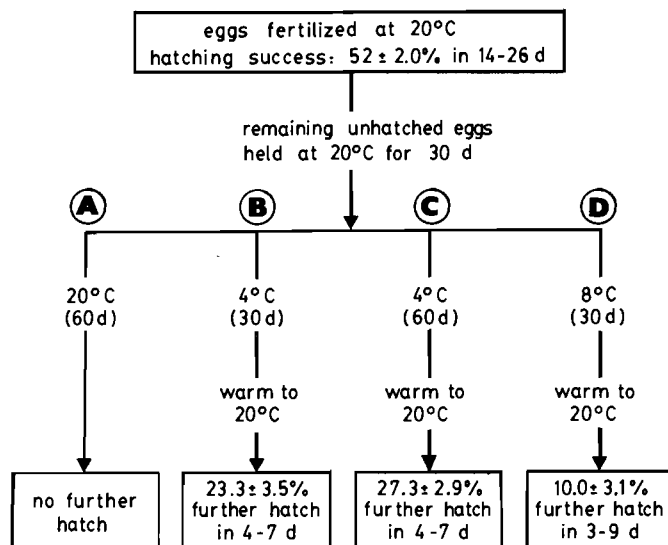 eggs fertilized at 20°C
hatching success: 52 ± 2.0% in 14-26 d
remaining unhatched eggs
held at 20°C for 30 d
A
B
C
D
20°C
(60d)
4°C
(30d)
4°C
(60d)
8°C
(30d)
warm to
20°C
warm to
20°C
warm to
20°C
no further
hatch
23.3 ± 3.5%
further hatch
in 4-7 d
27.3 ± 2.9%
further hatch
in 4-7 d
10.0 ± 3.1%
further hatch
in 3-9 d